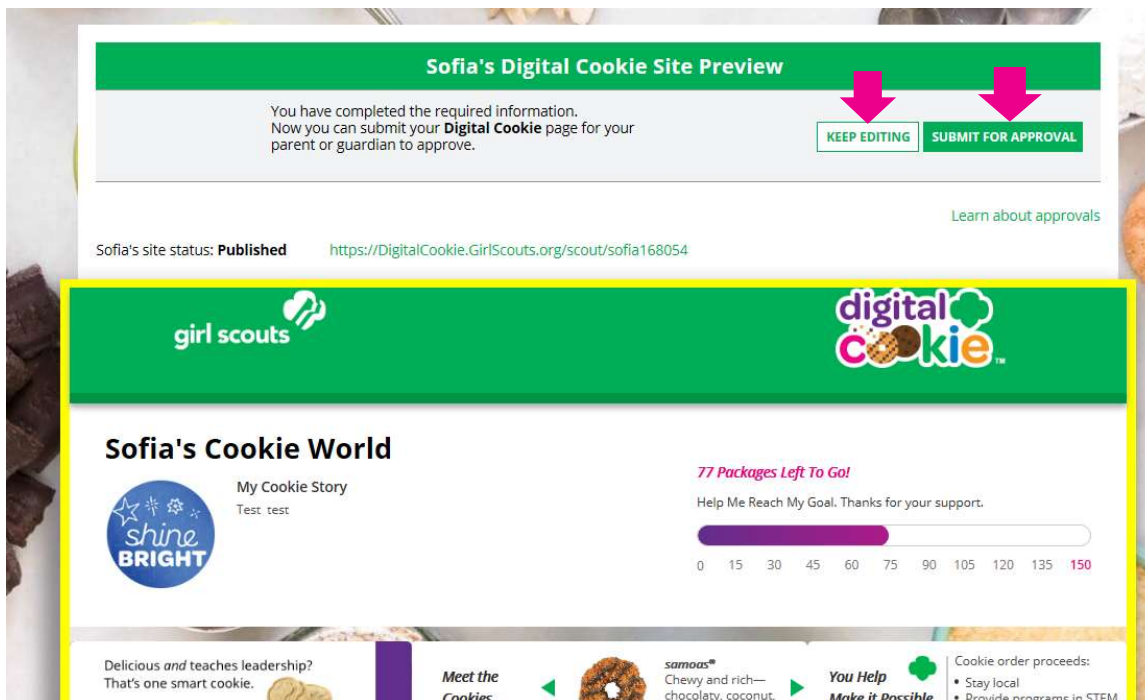 Sofia's Digital Cookie Site Preview
You have completed the required information.
Now you can submit your Digital Cookie page for your
parent or guardian to approve.
KEEP EDITING
SUBMIT FOR APPROVAL
Learn about approvals
Sofia's site status: Published
https://DigitalCookie.GirlScouts.org/scout/sofia168054
girl scouts
digital
cookie™
Sofia's Cookie World
My Cookie Story
Test test
shine
BRIGHT
77 Packages Left To Go!
Help Me Reach My Goal. Thanks for your support.
0 15 30 45 60 75 90 105 120 135 150
Delicious and teaches leadership?
That's one smart cookie.
Meet the
Cookies
samoas®
Chewy and rich—
chocolaty, coconut,
You Help
Make it Possible
Cookie order proceeds:
• Stay local
• Provide programs in STEM